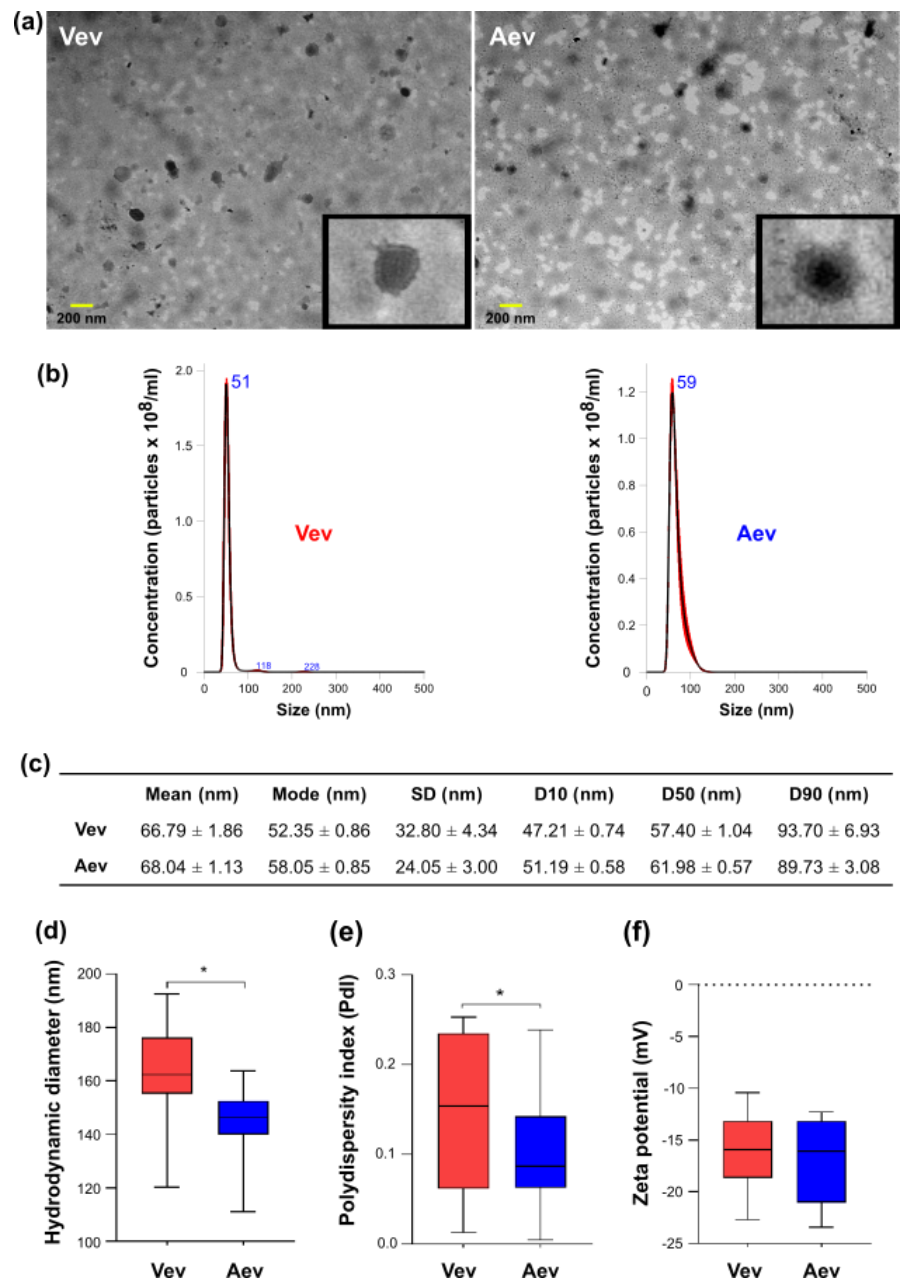 (a)
Vev
Aev
200 nm
200 nm
(b)
Concentration (particles x 10⁸/ml)
2.0
1.5
1.0
0.5
0
51
118
228
Vev
0 100 200 300 400 500
Size (nm)
Concentration (particles x 10⁸/ml)
1.2
1.0
0.8
0.6
0.4
0.2
0
59
Aev
0 100 200 300 400 500
Size (nm)
(c)
Mean (nm) Mode (nm) SD (nm) D10 (nm) D50 (nm) D90 (nm)
Vev 66.79 ± 1.86 52.35 ± 0.86 32.80 ± 4.34 47.21 ± 0.74 57.40 ± 1.04 93.70 ± 6.93
Aev 68.04 ± 1.13 58.05 ± 0.85 24.05 ± 3.00 51.19 ± 0.58 61.98 ± 0.57 89.73 ± 3.08
(d)
Hydrodynamic diameter (nm)
200
180
160
140
120
100
*
Vev Aev
(e)
Polydispersity index (PdI)
0.3
0.2
0.1
0.0
*
Vev Aev
(f)
Zeta potential (mV)
0
-5
-10
-15
-20
-25
Vev Aev